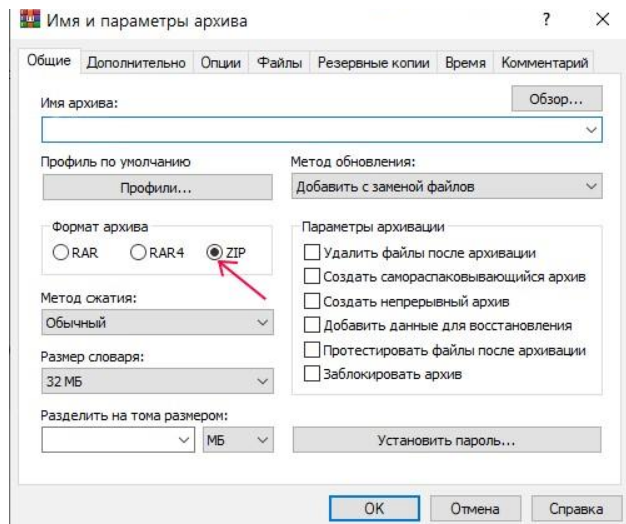 Имя и параметры архива
Общие Дополнительно Опции Файлы Резервные копии Время Комментарий
Имя архива:
Обзор...
Профиль по умолчанию
Профили...
Метод обновления:
Добавить с заменой файлов
Формат архива
RAR RAR4 ZIP
Метод сжатия:
Обычный
Размер словаря:
32 МБ
Разделить на тома размером:
МБ
Параметры архивации
Удалить файлы после архивации
Создать самораспаковывающийся архив
Создать непрерывный архив
Добавить данные для восстановления
Протестировать файлы после архивации
Заблокировать архив
Установить пароль...
ОК Отмена Справка